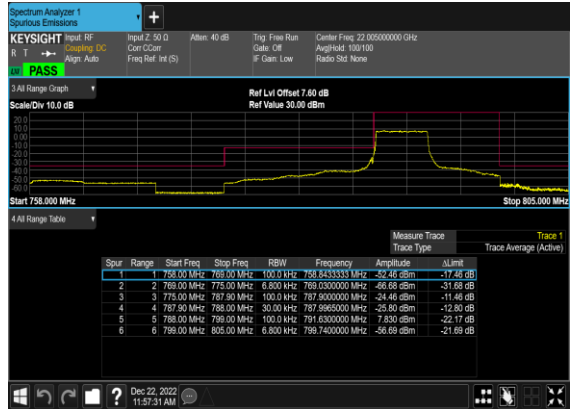 Spectrum Analyzer 1
Spurious Emissions
KEYSIGHT Input: RF Input Z: 50 Ω Atten: 40 dB Trig: Free Run Center Freq: 22.005000000 GHz
R T Coupling: DC Corr CCorr Gate: Off Avg|Hold: 100/100
Align: Auto Freq Ref: Int (S) IF Gain: Low Radio Std: None
PASS
3 All Range Graph
Ref Lvl Offset 7.60 dB
Scale/Div 10.0 dB Ref Value 30.00 dBm
20.0
10.0
0.00
-10.0
-20.0
-30.0
-40.0
-50.0
-60.0
Start 758.000 MHz Stop 805.000 MHz
4 All Range Table
Measure Trace Trace 1
Trace Type Trace Average (Active)
Spur Range Start Freq Stop Freq RBW Frequency Amplitude ΔLimit
1 1 758.00 MHz 769.00 MHz 100.0 kHz 758.8433333 MHz -52.46 dBm -17.46 dB
2 2 769.00 MHz 775.00 MHz 6.800 kHz 769.0300000 MHz -66.68 dBm -31.68 dB
3 3 775.00 MHz 787.90 MHz 100.0 kHz 787.9000000 MHz -24.46 dBm -11.46 dB
4 4 787.90 MHz 788.00 MHz 30.00 kHz 787.9965000 MHz -25.80 dBm -12.80 dB
5 5 788.00 MHz 799.00 MHz 100.0 kHz 791.6300000 MHz 7.830 dBm -22.17 dB
6 6 799.00 MHz 805.00 MHz 6.800 kHz 799.7400000 MHz -56.69 dBm -21.69 dB
? Dec 22, 2022
11:57:31 AM